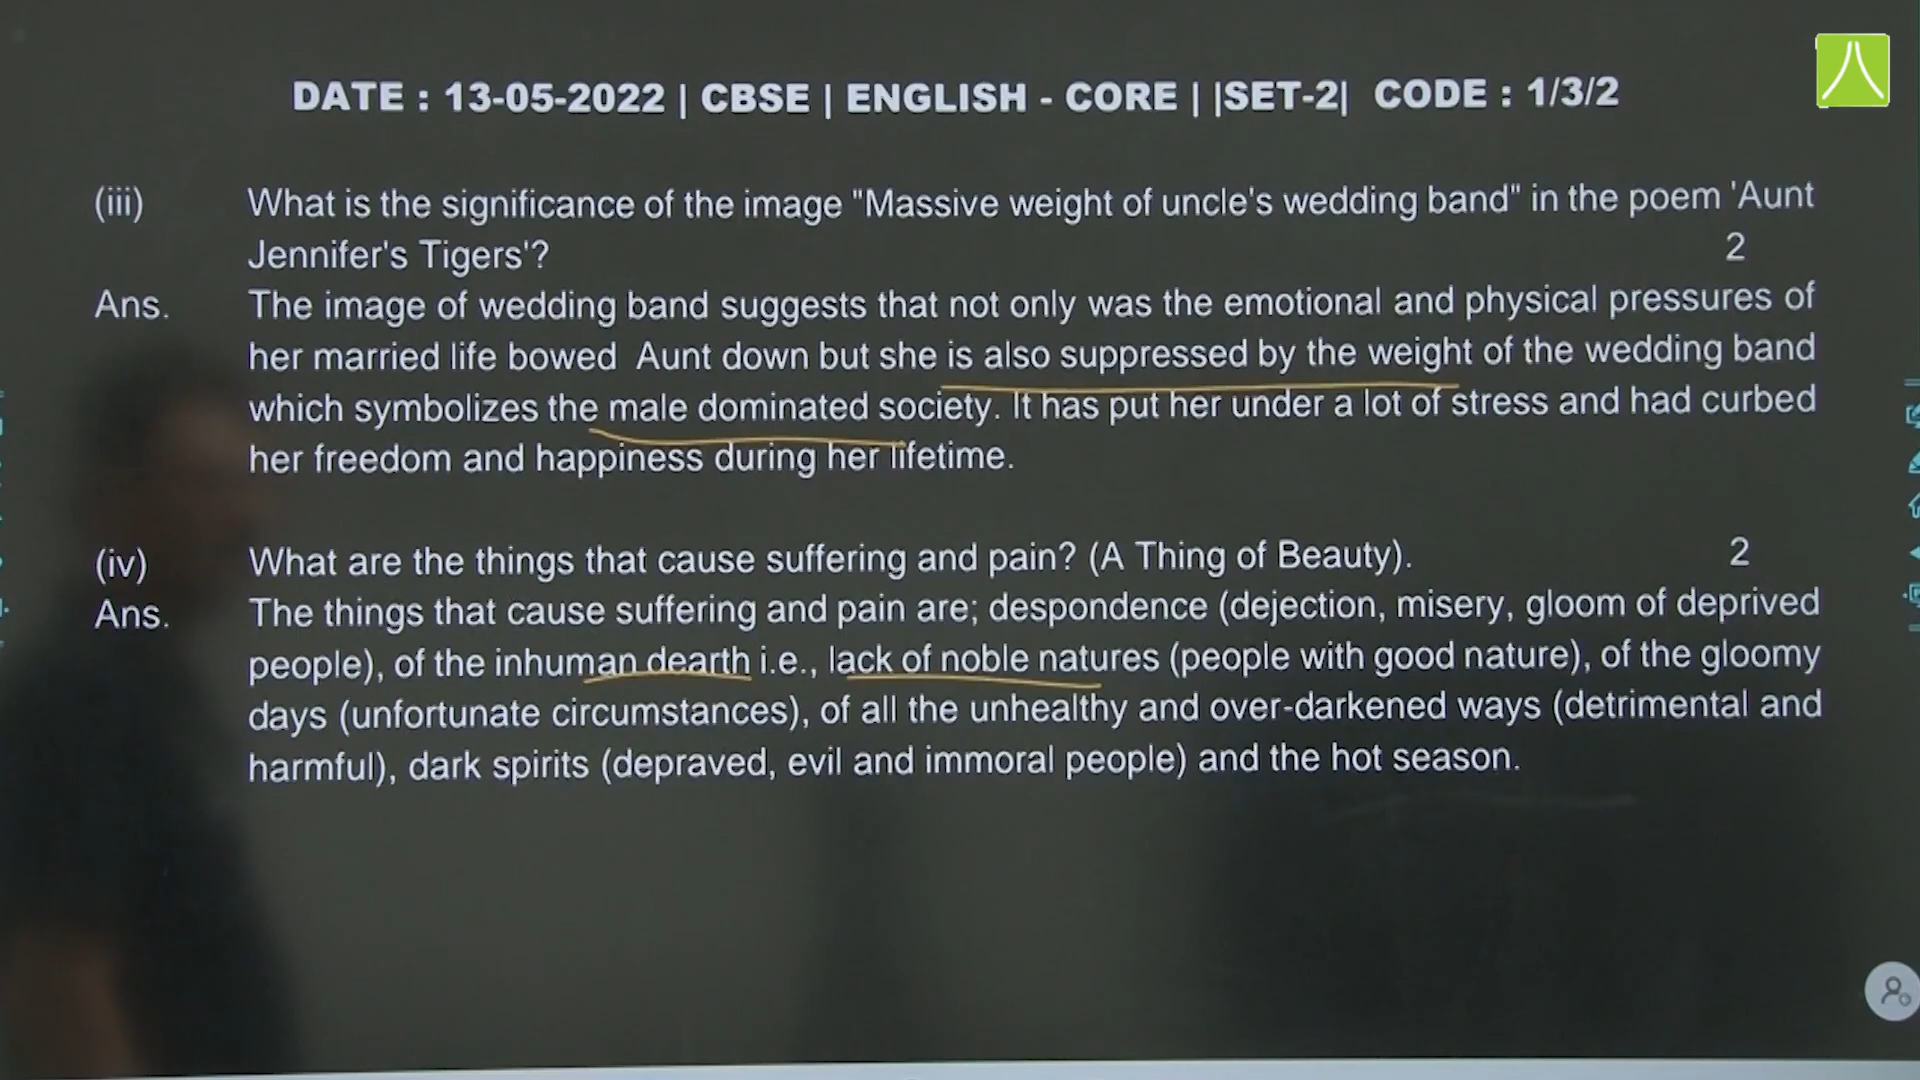 DATE : 13-05-2022 | CBSE | ENGLISH - CORE | |SET-2| CODE : 1/3/2
(iii) What is the significance of the image "Massive weight of uncle's wedding band" in the poem 'Aunt
Jennifer's Tigers'? 2
Ans. The image of wedding band suggests that not only was the emotional and physical pressures of
her married life bowed Aunt down but she is also suppressed by the weight of the wedding band
which symbolizes the male dominated society. It has put her under a lot of stress and had curbed
her freedom and happiness during her lifetime.
(iv) What are the things that cause suffering and pain? (A Thing of Beauty). 2
Ans. The things that cause suffering and pain are; despondence (dejection, misery, gloom of deprived
people), of the inhuman dearth i.e., lack of noble natures (people with good nature), of the gloomy
days (unfortunate circumstances), of all the unhealthy and over-darkened ways (detrimental and
harmful), dark spirits (depraved, evil and immoral people) and the hot season.